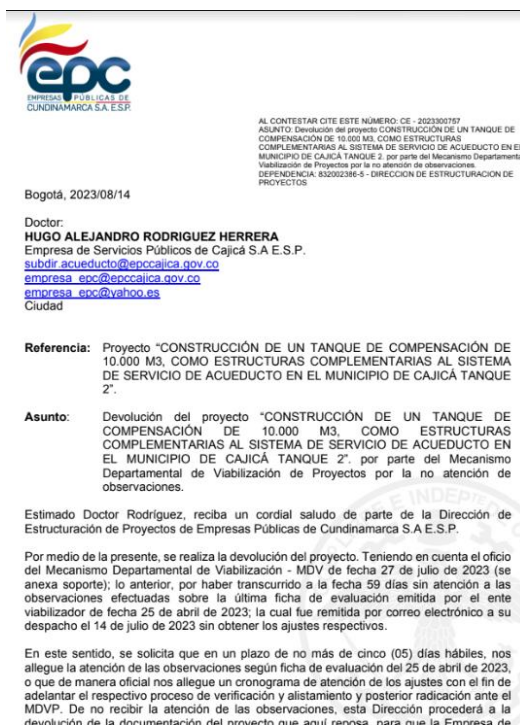 epc
EMPRESAS PÚBLICAS DE
CUNDINAMARCA S.A. E.S.P.
AL CONTESTAR CITE ESTE NÚMERO: CE - 2023300757
ASUNTO: Devolución del proyecto CONSTRUCCIÓN DE UN TANQUE DE
COMPENSACIÓN DE 10.000 M3, COMO ESTRUCTURAS
COMPLEMENTARIAS AL SISTEMA DE SERVICIO DE ACUEDUCTO EN EL
MUNICIPIO DE CAJICÁ TANQUE 2. por parte del Mecanismo Departamental
Viabilización de Proyectos por la no atención de observaciones.
DEPENDENCIA: 832002386-5 - DIRECCION DE ESTRUCTURACION DE
PROYECTOS
Bogotá, 2023/08/14
Doctor:
HUGO ALEJANDRO RODRIGUEZ HERRERA
Empresa de Servicios Públicos de Cajicá S.A E.S.P.
subdir.acueducto@epccajica.gov.co
empresa_epc@epccajica.gov.co
empresa_epc@yahoo.es
Ciudad
Referencia: Proyecto “CONSTRUCCIÓN DE UN TANQUE DE COMPENSACIÓN DE
10.000 M3, COMO ESTRUCTURAS COMPLEMENTARIAS AL SISTEMA
DE SERVICIO DE ACUEDUCTO EN EL MUNICIPIO DE CAJICÁ TANQUE
2”.
Asunto: Devolución del proyecto “CONSTRUCCIÓN DE UN TANQUE DE
COMPENSACIÓN DE 10.000 M3, COMO ESTRUCTURAS
COMPLEMENTARIAS AL SISTEMA DE SERVICIO DE ACUEDUCTO EN
EL MUNICIPIO DE CAJICÁ TANQUE 2”. por parte del Mecanismo
Departamental de Viabilización de Proyectos por la no atención de
observaciones.
Estimado Doctor Rodríguez, reciba un cordial saludo de parte de la Dirección de
Estructuración de Proyectos de Empresas Públicas de Cundinamarca S.A E.S.P.
Por medio de la presente, se realiza la devolución del proyecto. Teniendo en cuenta el oficio
del Mecanismo Departamental de Viabilización - MDV de fecha 27 de julio de 2023 (se
anexa soporte); lo anterior, por haber transcurrido a la fecha 59 días sin atención a las
observaciones efectuadas sobre la última ficha de evaluación emitida por el ente
viabilizador de fecha 25 de abril de 2023; la cual fue remitida por correo electrónico a su
despacho el 14 de julio de 2023 sin obtener los ajustes respectivos.
En este sentido, se solicita que en un plazo de no más de cinco (05) días hábiles, nos
allegue la atención de las observaciones según ficha de evaluación del 25 de abril de 2023,
o que de manera oficial nos allegue un cronograma de atención de los ajustes con el fin de
adelantar el respectivo proceso de verificación y alistamiento y posterior radicación ante el
MDVP. De no recibir la atención de las observaciones, esta Dirección procederá a la
devolución de la documentación del proyecto que aquí reposa, para que la Empresa de